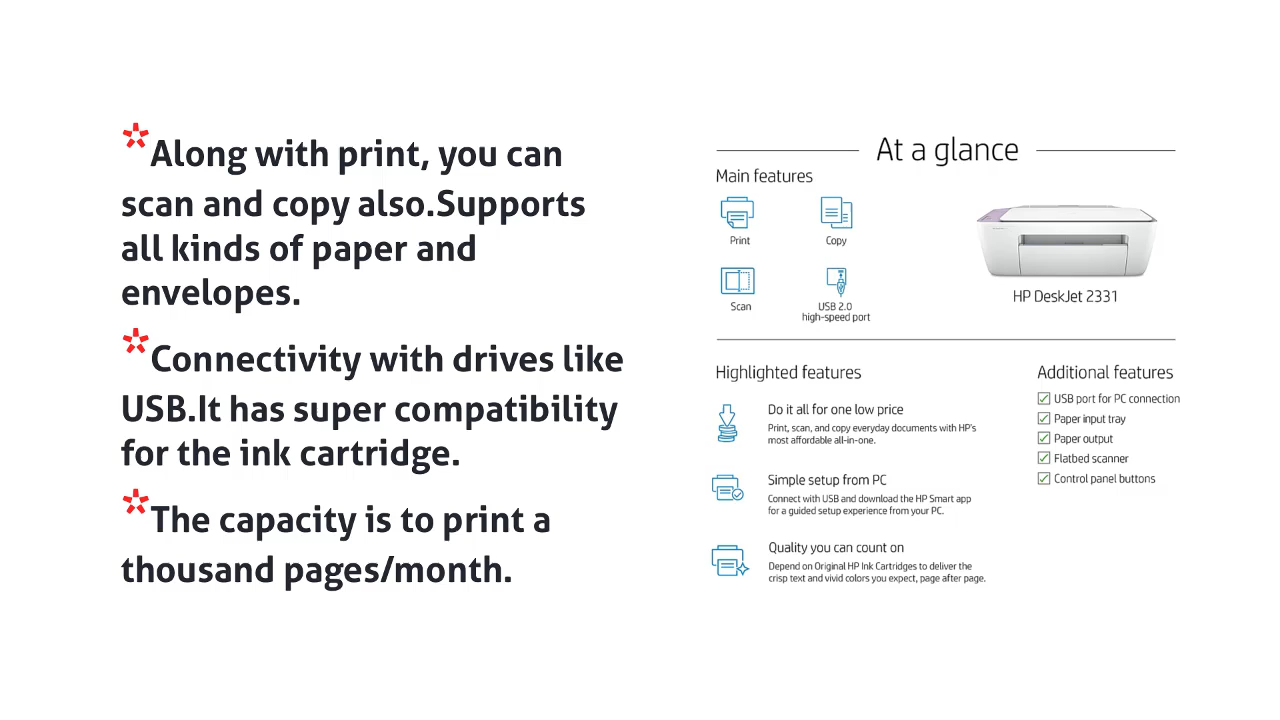 *Along with print, you can
scan and copy also.Supports
all kinds of paper and
envelopes.
*Connectivity with drives like
USB.It has super compatibility
for the ink cartridge.
*The capacity is to print a
thousand pages/month.
At a glance
Main features
Print
Copy
Scan
USB 2.0
high-speed port
HP DeskJet 2331
Highlighted features
Do it all for one low price
Print, scan, and copy everyday documents with HP's
most affordable all-in-one.
Simple setup from PC
Connect with USB and download the HP Smart app
for a guided setup experience from your PC.
Quality you can count on
Depend on Original HP Ink Cartridges to deliver the
crisp text and vivid colors you expect, page after page.
Additional features
USB port for PC connection
Paper input tray
Paper output
Flatbed scanner
Control panel buttons